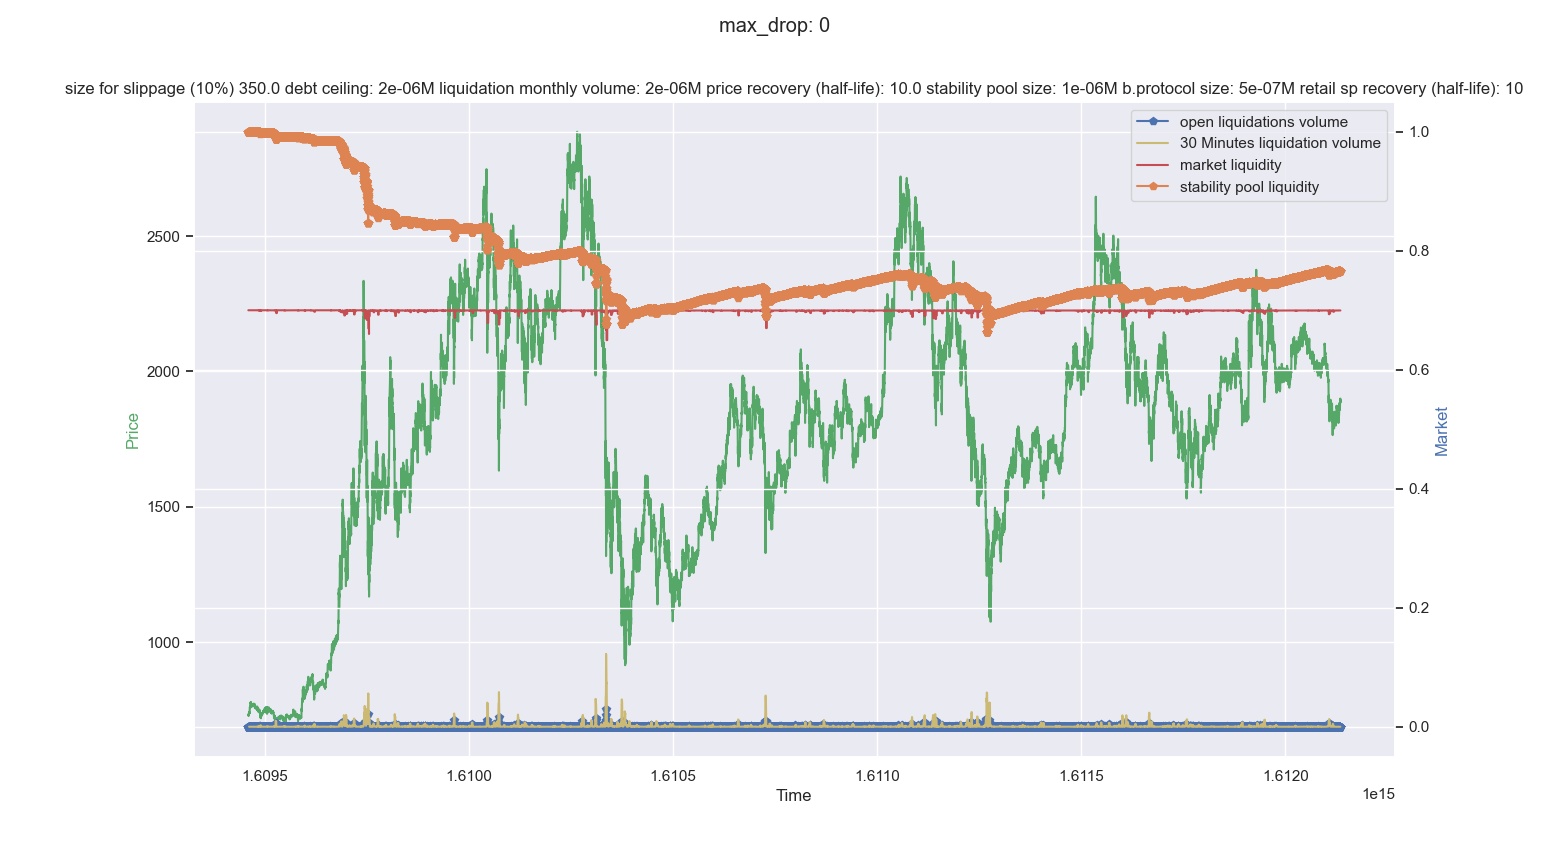 max_drop: 0
size for slippage (10%) 350.0 debt ceiling: 2e-06M liquidation monthly volume: 2e-06M price recovery (half-life): 10.0 stability pool size: 1e-06M b.protocol size: 5e-07M retail sp recovery (half-life): 10
open liquidations volume
30 Minutes liquidation volume
market liquidity
stability pool liquidity
2500
2000
1500
1000
Price
1.0
0.8
0.6
0.4
0.2
0.0
Market
1.6095 1.6100 1.6105 1.6110 1.6115 1.6120
Time
1e15